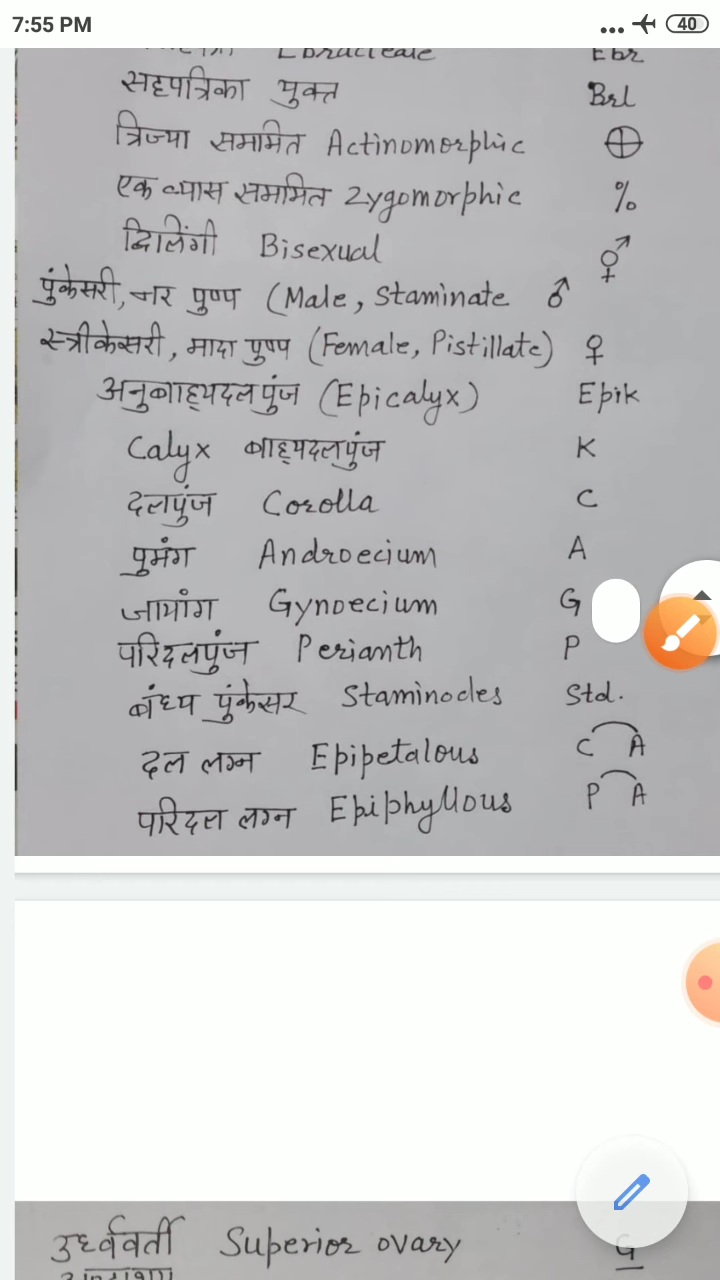 7:55 PM
... 40
Ebracteate Ebr
सहपत्रिका युक्त Brl
त्रिज्या सममित Actinomorphic ⊕
एक व्यास सममित Zygomorphic %
द्विलिंगी Bisexual ⚥
पुंकेसरी, नर पुष्प (Male, Staminate ♂
स्त्रीकेसरी, मादा पुष्प (Female, Pistillate) ♀
अनुबाह्यदलपुंज (Epicalyx) Epik
Calyx बाह्यदलपुंज K
दलपुंज Corolla C
पुमंग Androecium A
जायांग Gynoecium G
परिदलपुंज Perianth P
बंध्य पुंकेसर Staminodes Std.
दल लग्न Epipetalous C A
परिदल लग्न Epiphyllous P A
उर्ध्ववर्ती Superior ovary G